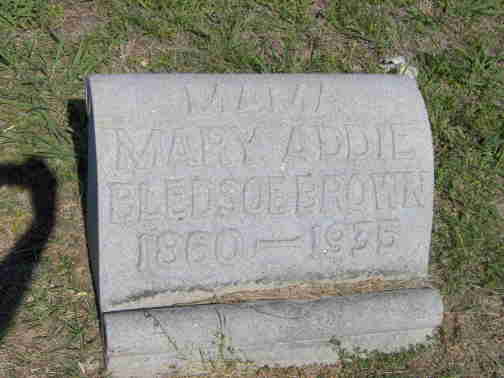 MAMA
MARY ADDIE
BLEDSOE BROWN
1860 — 1935